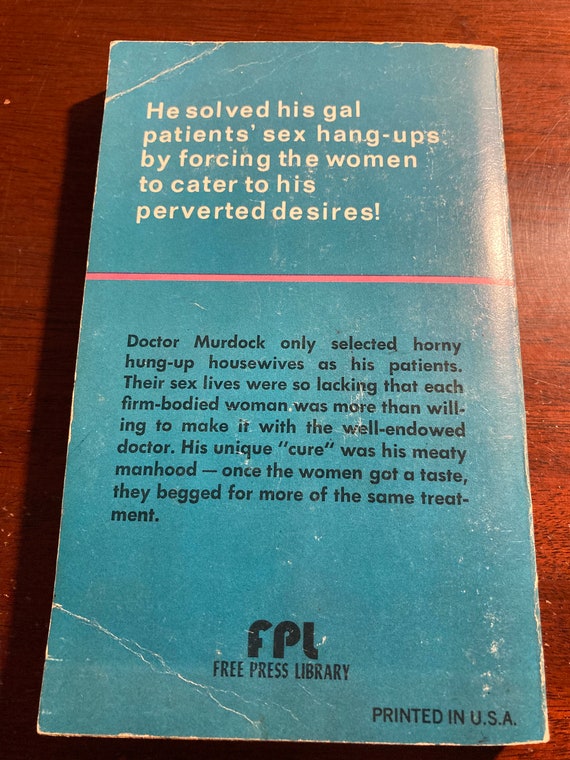 He solved his gal
patients' sex hang-ups
by forcing the women
to cater to his
perverted desires!
Doctor Murdock only selected horny
hung-up housewives as his patients.
Their sex lives were so lacking that each
firm-bodied woman was more than will-
ing to make it with the well-endowed
doctor. His unique "cure" was his meaty
manhood — once the women got a taste,
they begged for more of the same treat-
ment.
FPL
FREE PRESS LIBRARY
PRINTED IN U.S.A.